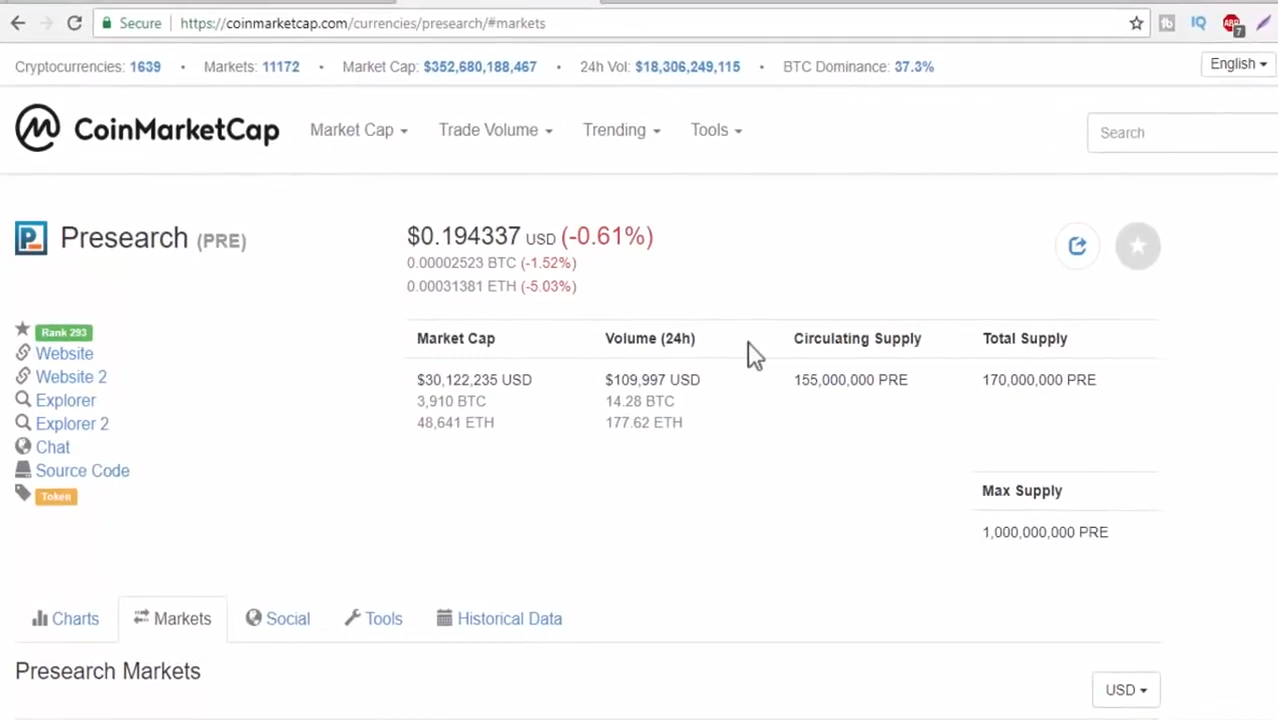 Secure https://coinmarketcap.com/currencies/presearch/#markets
Cryptocurrencies: 1639 • Markets: 11172 • Market Cap: $352,680,188,467 • 24h Vol: $18,306,249,115 • BTC Dominance: 37.3% English
CoinMarketCap Market Cap Trade Volume Trending Tools Search
Presearch (PRE)
$0.194337 USD (-0.61%)
0.00002523 BTC (-1.52%)
0.00031381 ETH (-5.03%)
Rank 293
Website
Website 2
Explorer
Explorer 2
Chat
Source Code
Token
Market Cap Volume (24h) Circulating Supply Total Supply
$30,122,235 USD $109,997 USD 155,000,000 PRE 170,000,000 PRE
3,910 BTC 14.28 BTC
48,641 ETH 177.62 ETH
Max Supply
1,000,000,000 PRE
Charts Markets Social Tools Historical Data
Presearch Markets
USD